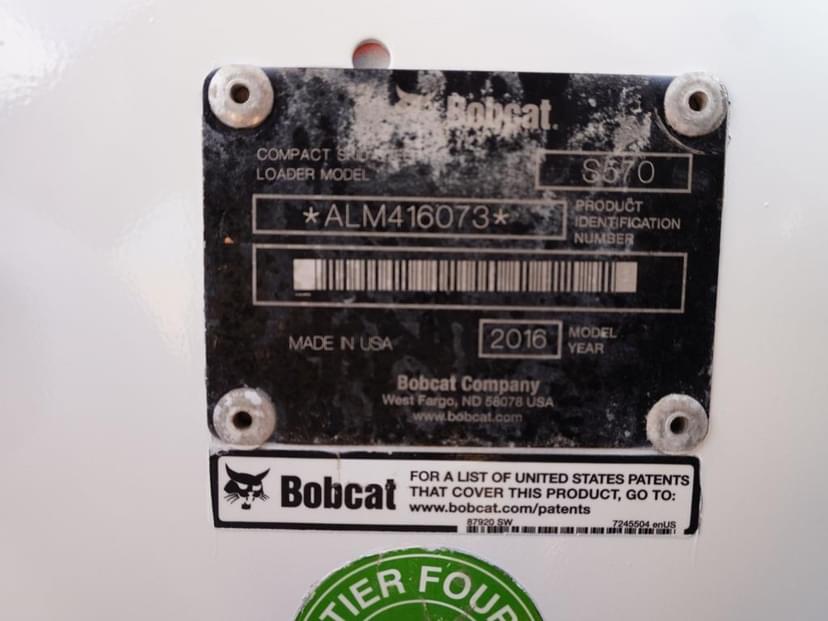 Bobcat
COMPACT SKID-STEER
LOADER MODEL
S570
*ALM416073*
PRODUCT
IDENTIFICATION
NUMBER
MADE IN USA
2016
MODEL
YEAR
Bobcat Company
West Fargo, ND 58078 USA
www.bobcat.com
Bobcat
FOR A LIST OF UNITED STATES PATENTS
THAT COVER THIS PRODUCT, GO TO:
www.bobcat.com/patents
87920 SW
7245504 enUS
TIER FOUR